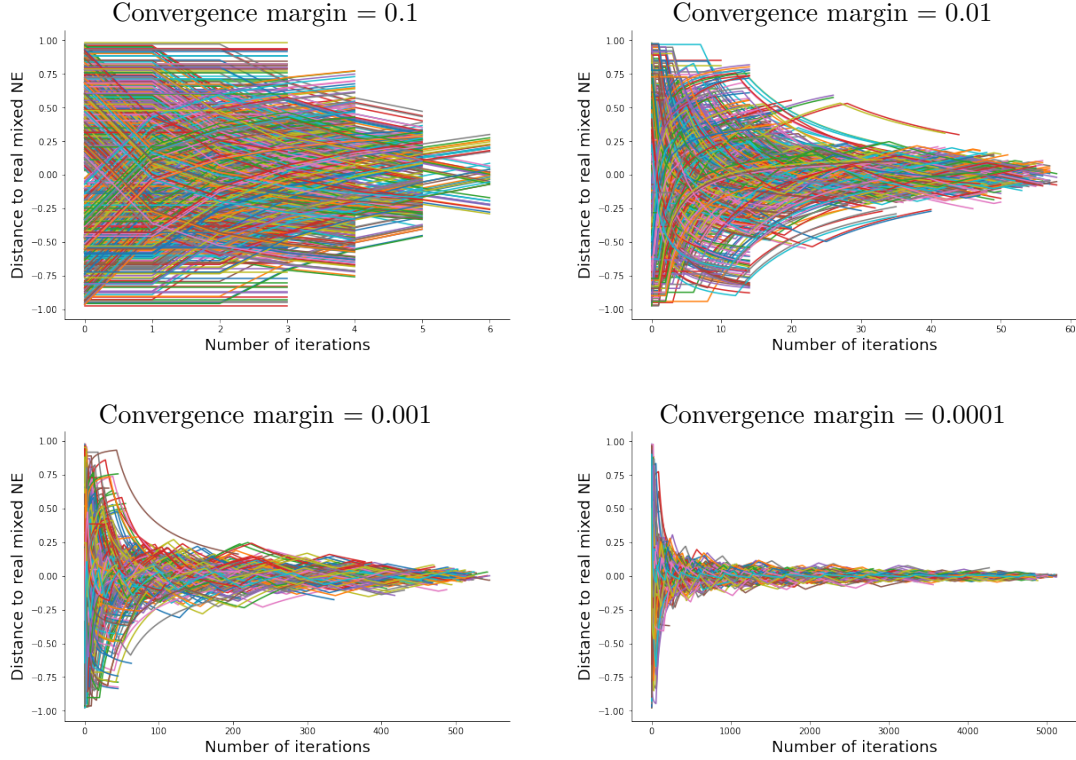 Convergence margin = 0.1
Distance to real mixed NE
1.00
0.75
0.50
0.25
0.00
−0.25
−0.50
−0.75
−1.00
0 1 2 3 4 5 6
Number of iterations
Convergence margin = 0.01
Distance to real mixed NE
1.00
0.75
0.50
0.25
0.00
−0.25
−0.50
−0.75
−1.00
0 10 20 30 40 50 60
Number of iterations
Convergence margin = 0.001
Distance to real mixed NE
1.00
0.75
0.50
0.25
0.00
−0.25
−0.50
−0.75
−1.00
0 100 200 300 400 500
Number of iterations
Convergence margin = 0.0001
Distance to real mixed NE
1.00
0.75
0.50
0.25
0.00
−0.25
−0.50
−0.75
−1.00
0 1000 2000 3000 4000 5000
Number of iterations